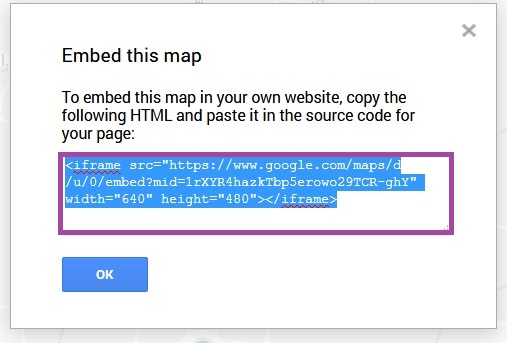 Embed this map
To embed this map in your own website, copy the
following HTML and paste it in the source code for
your page:
<iframe src="https://www.google.com/maps/d
/u/0/embed?mid=1rXYR4hazkTbp5erowo29TCR-ghY"
width="640" height="480"></iframe>
OK